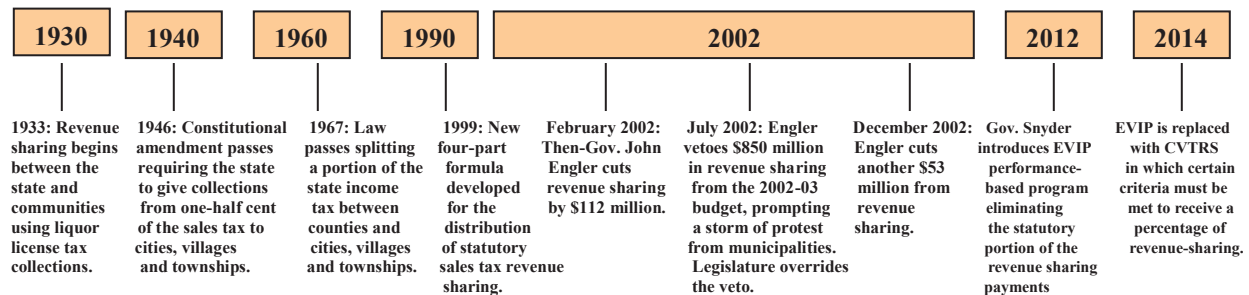 1930
1940
1960
1990
2002
2012
2014
1933: Revenue
sharing begins
between the
state and
communities
using liquor
license tax
collections.
1946: Constitutional
amendment passes
requiring the state
to give collections
from one-half cent
of the sales tax to
cities, villages
and townships.
1967: Law
passes splitting
a portion of the
state income
tax between
counties and
cities, villages
and townships.
1999: New
four-part
formula
developed
for the
distribution
of statutory
sales tax revenue
sharing.
February 2002:
Then-Gov. John
Engler cuts
revenue sharing
by $112 million.
July 2002: Engler
vetoes $850 million
in revenue sharing
from the 2002-03
budget, prompting
a storm of protest
from municipalities.
Legislature overrides
the veto.
December 2002:
Engler cuts
another $53
million from
revenue
sharing.
Gov. Snyder
introduces EVIP
performance-
based program
eliminating
the statutory
portion of the
revenue sharing
payments
EVIP is replaced
with CVTRS
in which certain
criteria must be
met to receive a
percentage of
revenue-sharing.